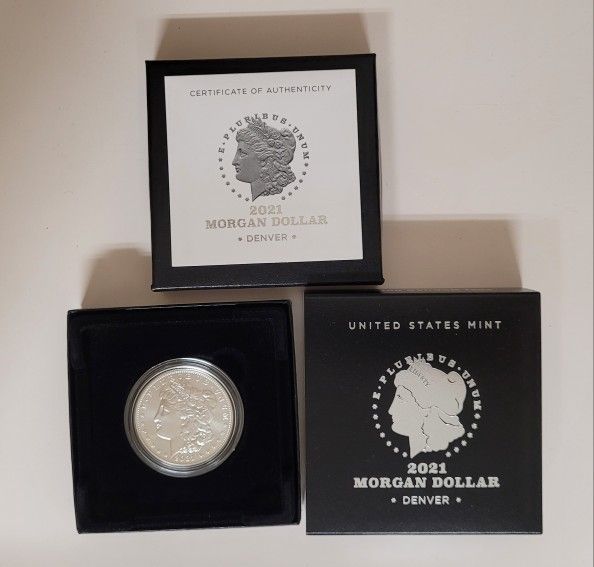 CERTIFICATE OF AUTHENTICITY
E·PLURIBUS·UNUM
2021
MORGAN DOLLAR
* DENVER *
UNITED STATES MINT
E·PLURIBUS·UNUM
LIBERTY
2021
MORGAN DOLLAR
* DENVER *